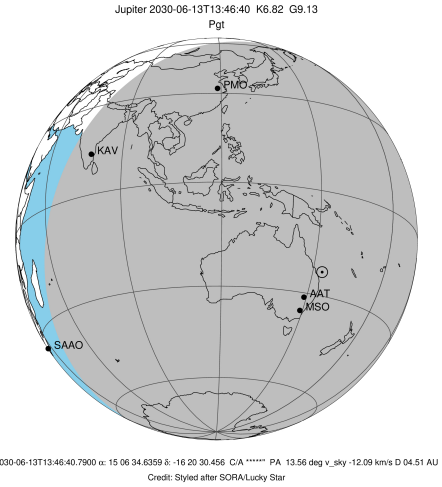 Jupiter 2030-06-13T13:46:40 K6.82 G9.13
Pgt
PMO
KAV
AAT
MSO
SAAO
030-06-13T13:46:40.7900 α: 15 06 34.6359 δ: -16 20 30.456 C/A *****" PA 13.56 deg v_sky -12.09 km/s D 04.51 AU
Credit: Styled after SORA/Lucky Star